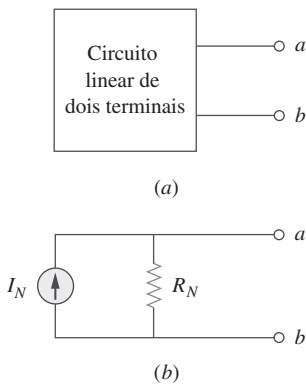 Circuito
linear de
dois terminais
a
b
(a)
I_N
R_N
a
b
(b)